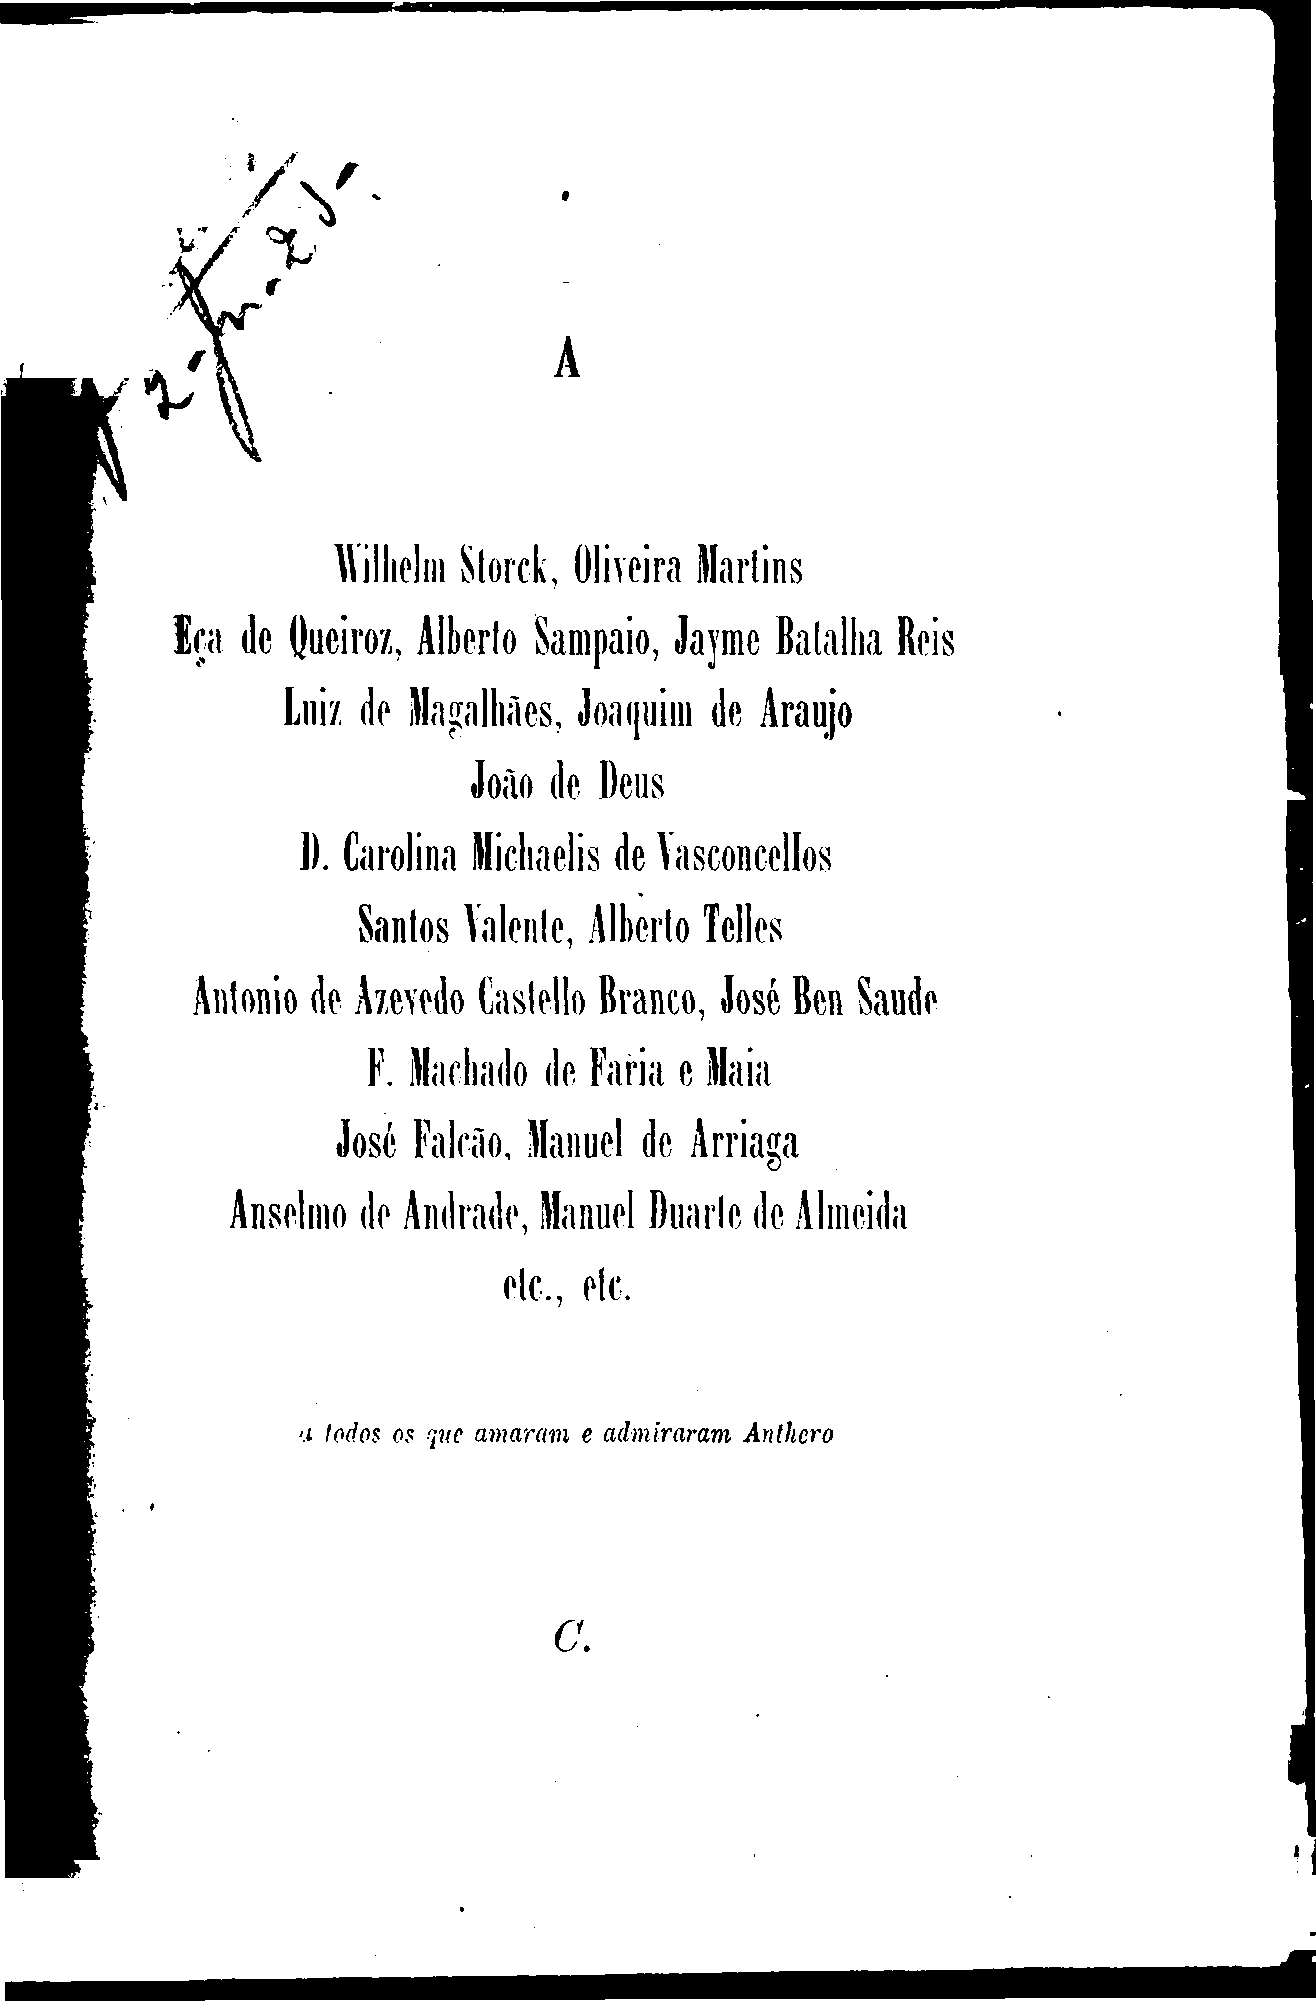 A
Wilhelm Storck, Oliveira Martins
Eça de Queiroz, Alberto Sampaio, Jayme Batalha Reis
Luiz de Magalhães, Joaquim de Araujo
João de Deus
D. Carolina Michaelis de Vasconcellos
Santos Valente, Alberto Telles
Antonio de Azevedo Castello Branco, José Ben Saude
F. Machado de Faria e Maia
José Falcão, Manuel de Arriaga
Anselmo de Andrade, Manuel Duarte de Almeida
etc., etc.
a todos os que amaram e admiraram Anthero
C.